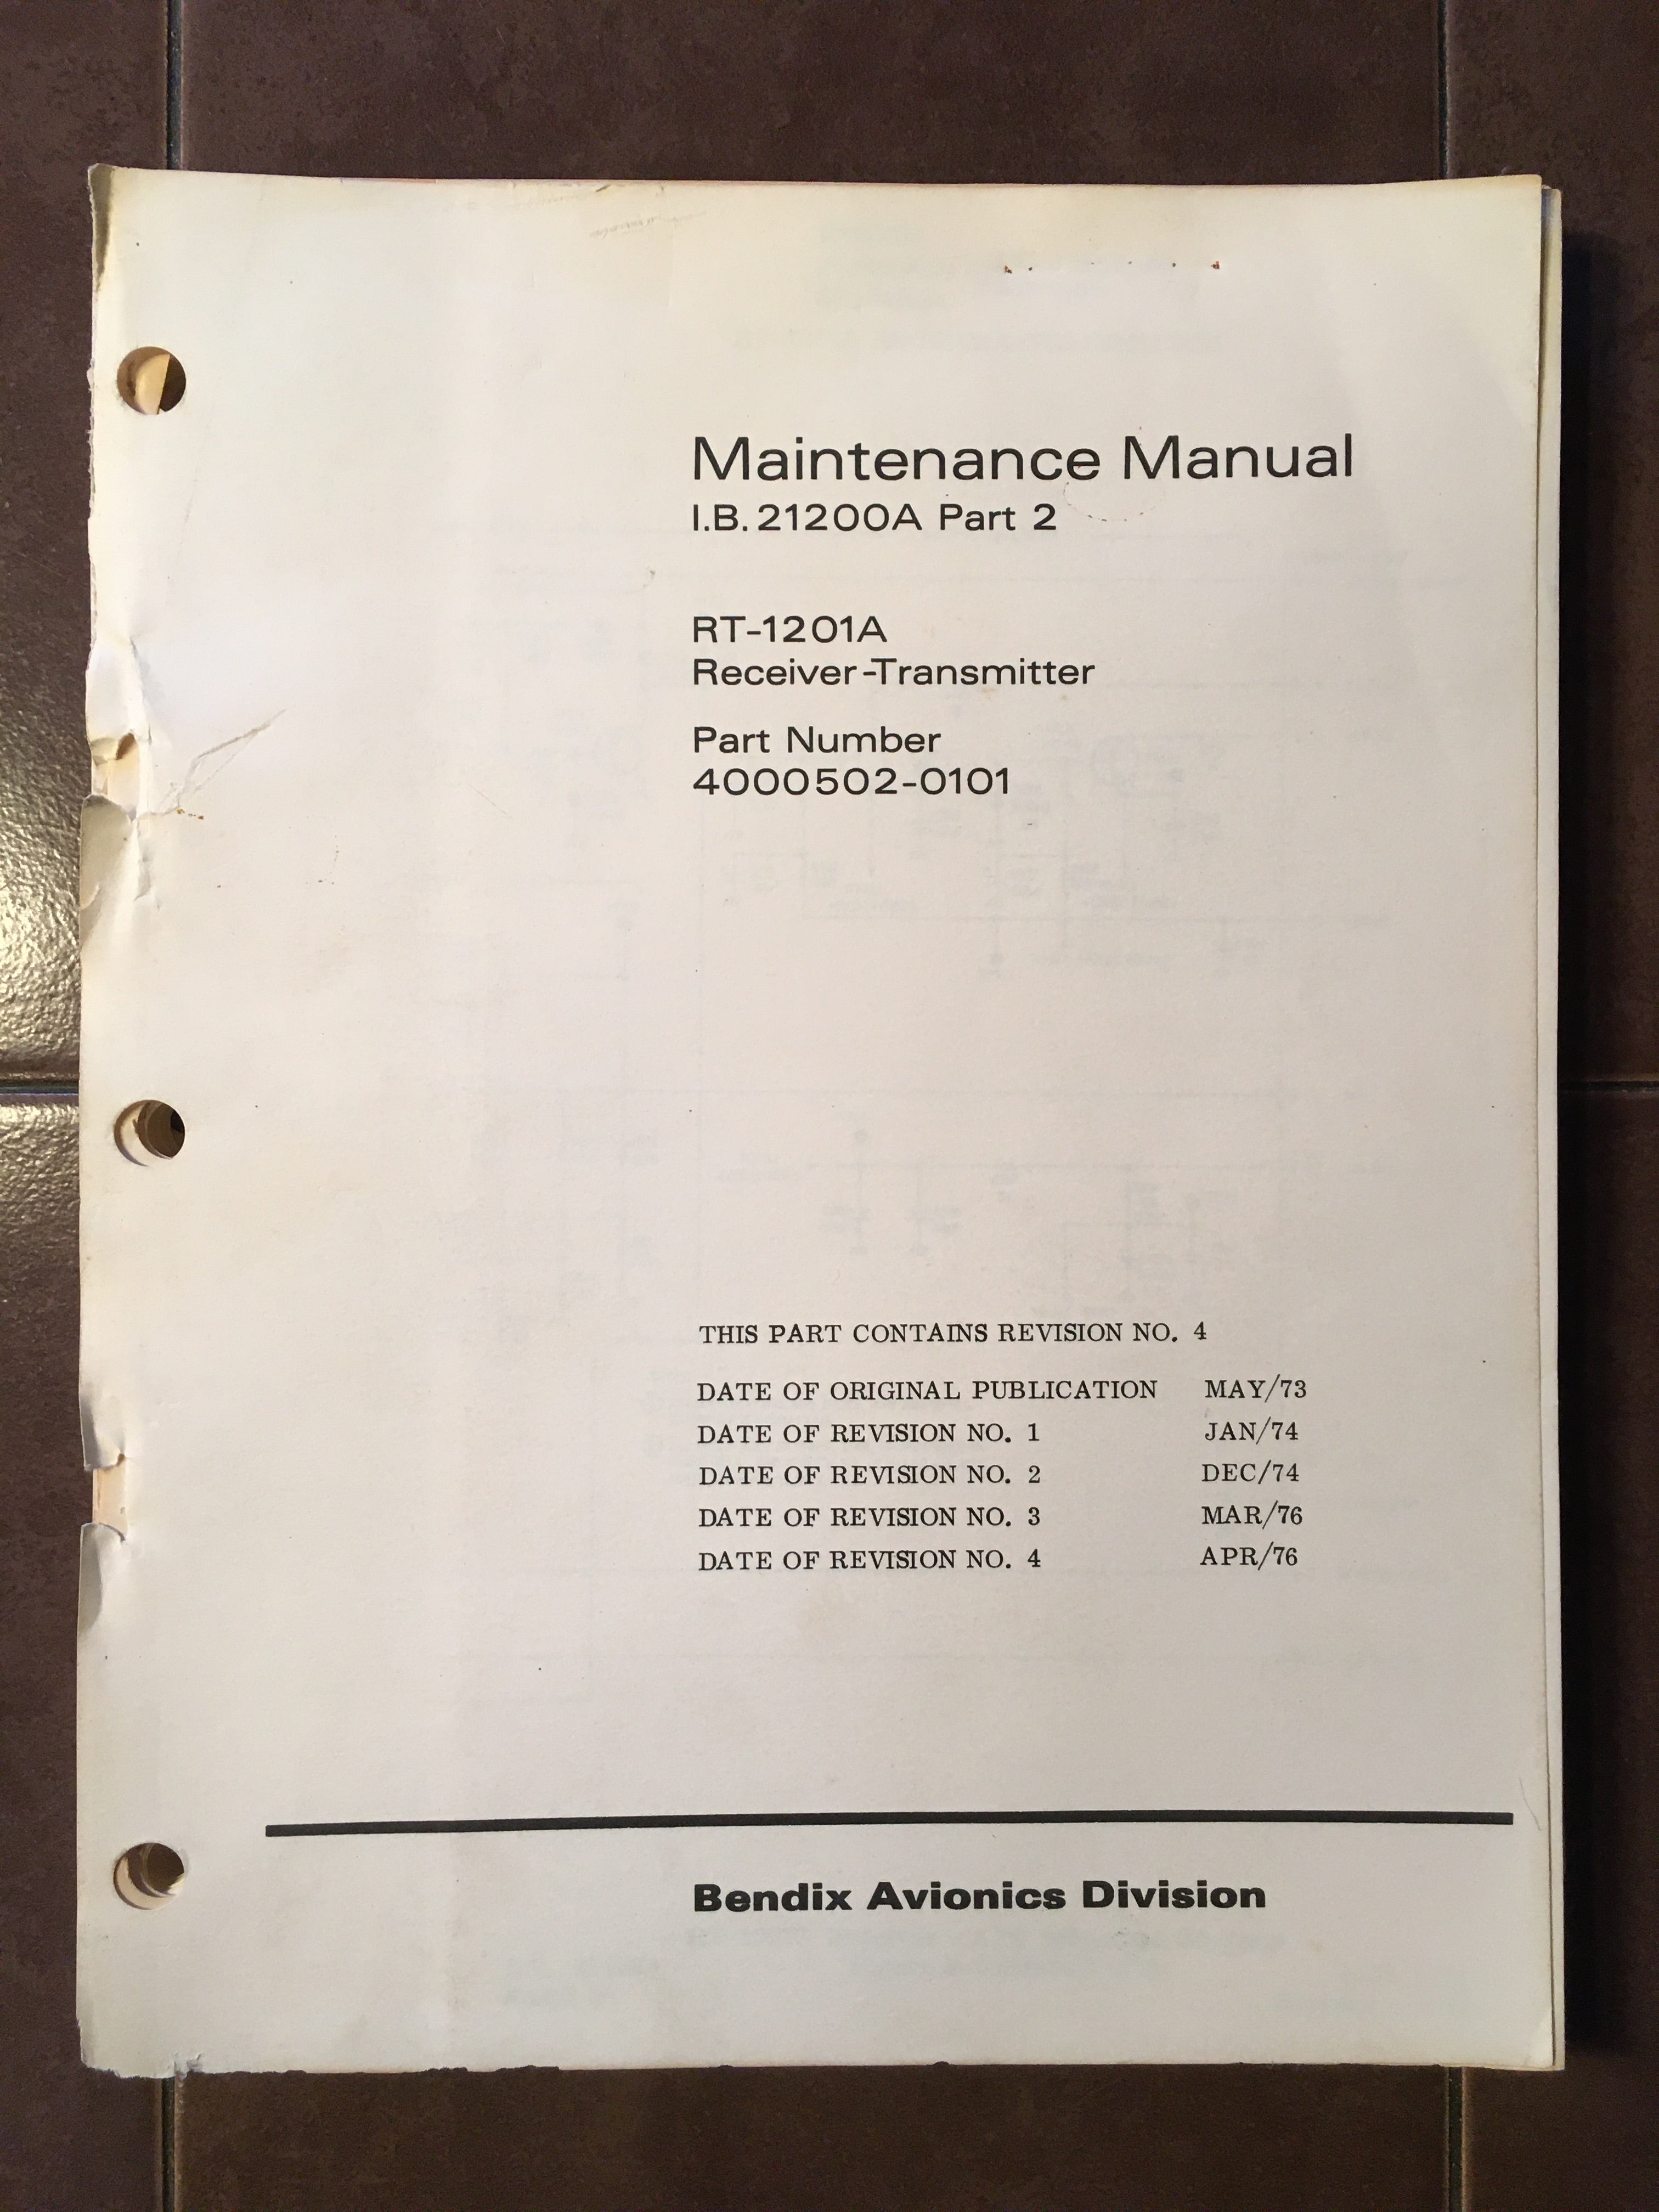 Maintenance Manual
I.B. 21200A Part 2
RT-1201A
Receiver-Transmitter
Part Number
4000502-0101
THIS PART CONTAINS REVISION NO. 4
DATE OF ORIGINAL PUBLICATION MAY/73
DATE OF REVISION NO. 1 JAN/74
DATE OF REVISION NO. 2 DEC/74
DATE OF REVISION NO. 3 MAR/76
DATE OF REVISION NO. 4 APR/76
Bendix Avionics Division